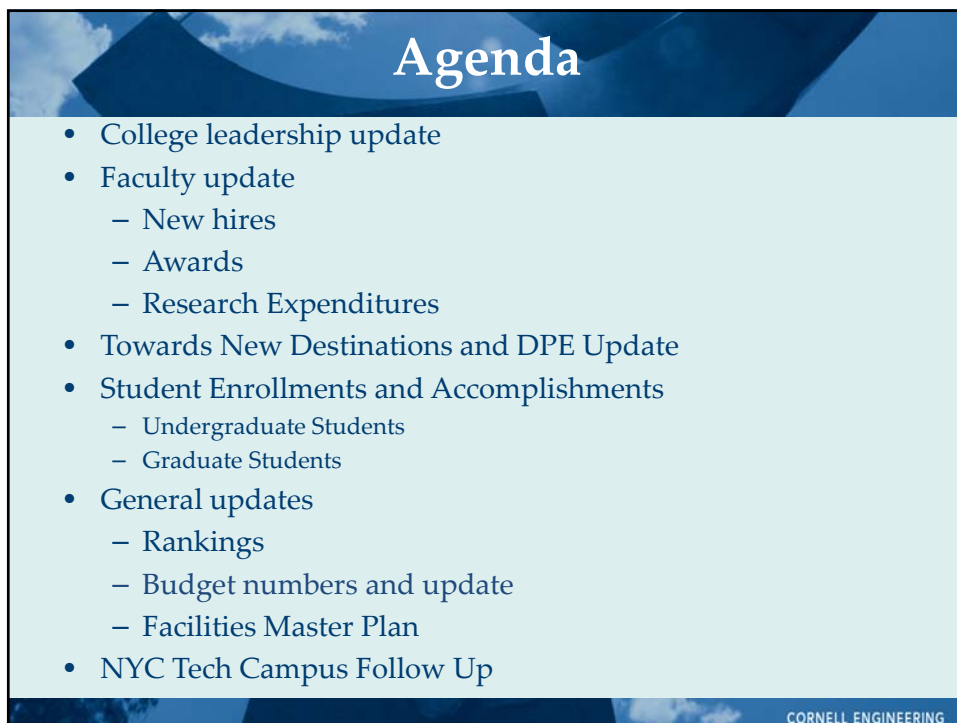 Agenda
• College leadership update
• Faculty update
– New hires
– Awards
– Research Expenditures
• Towards New Destinations and DPE Update
• Student Enrollments and Accomplishments
– Undergraduate Students
– Graduate Students
• General updates
– Rankings
– Budget numbers and update
– Facilities Master Plan
• NYC Tech Campus Follow Up
CORNELL ENGINEERING